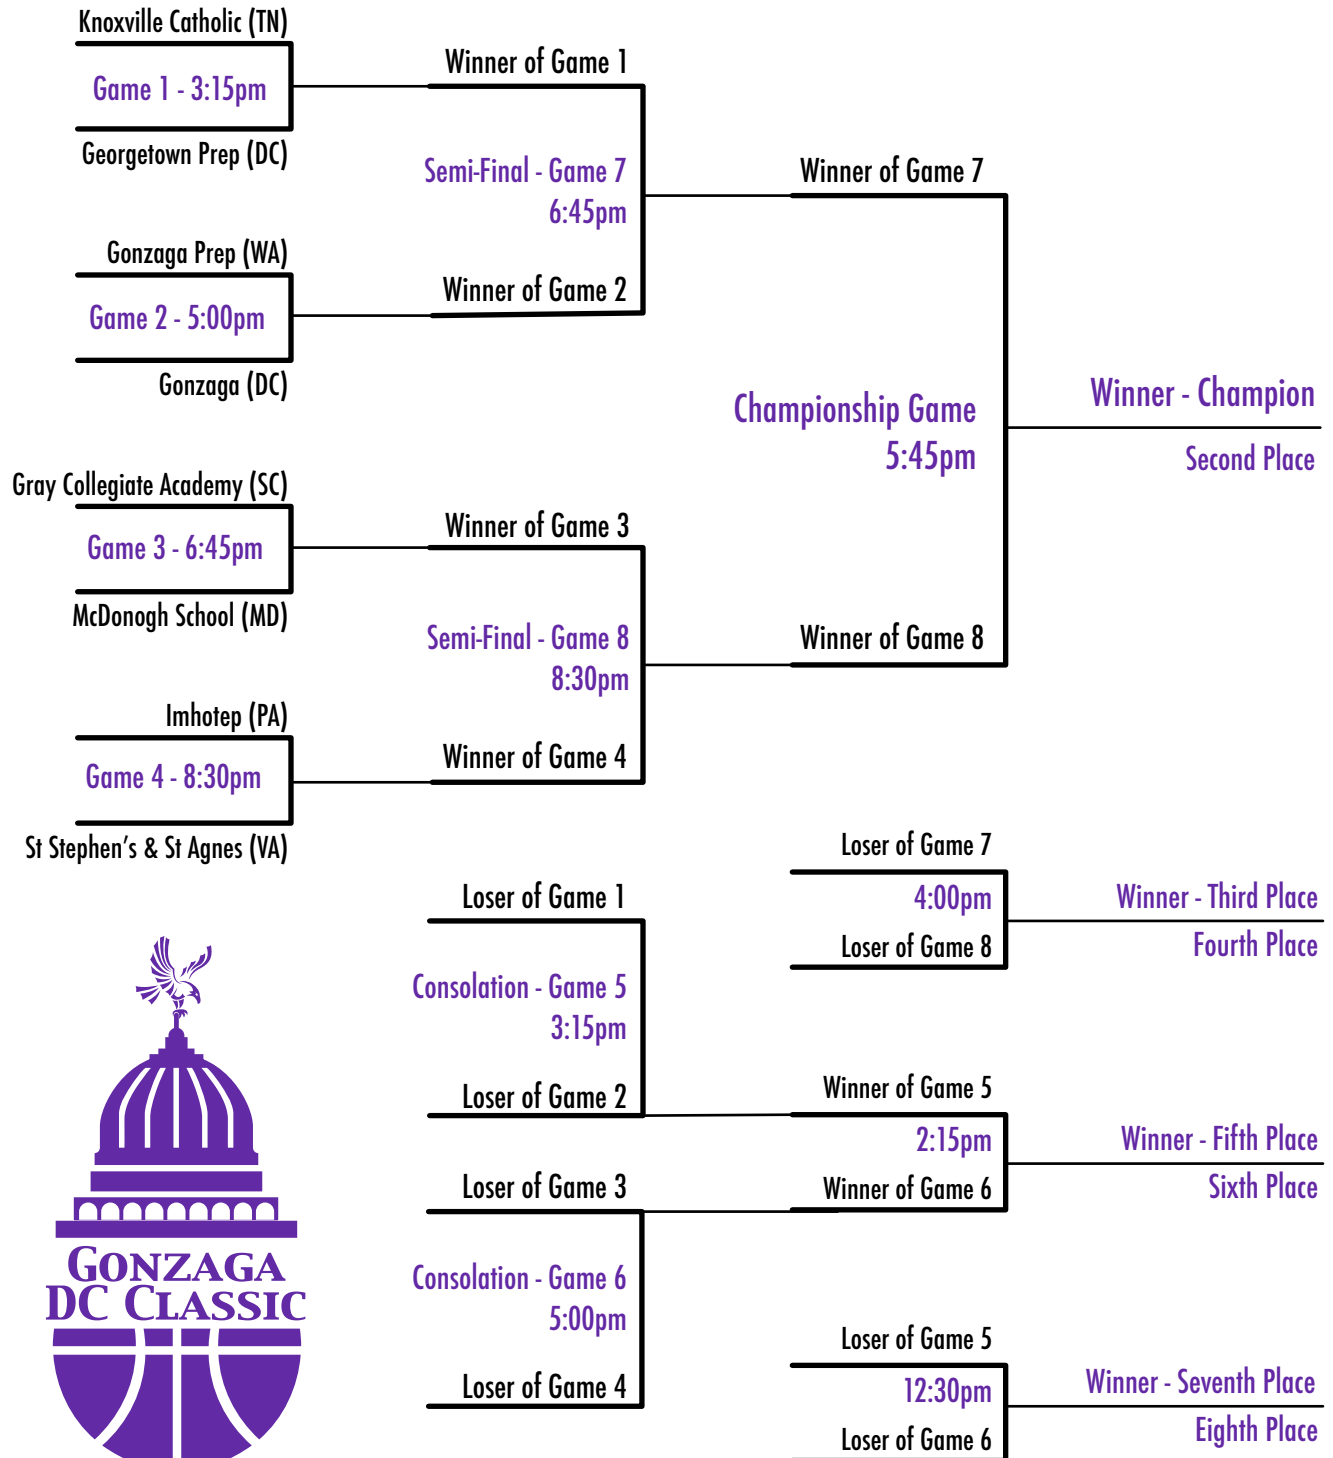 Knoxville Catholic (TN)
Game 1 - 3:15pm
Georgetown Prep (DC)
Gonzaga Prep (WA)
Game 2 - 5:00pm
Gonzaga (DC)
Gray Collegiate Academy (SC)
Game 3 - 6:45pm
McDonogh School (MD)
Imhotep (PA)
Game 4 - 8:30pm
St Stephen's & St Agnes (VA)
Winner of Game 1
Semi-Final - Game 7
6:45pm
Winner of Game 2
Winner of Game 3
Semi-Final - Game 8
8:30pm
Winner of Game 4
Winner of Game 7
Championship Game
5:45pm
Winner of Game 8
Winner - Champion
Second Place
Loser of Game 1
Consolation - Game 5
3:15pm
Loser of Game 2
Loser of Game 3
Consolation - Game 6
5:00pm
Loser of Game 4
Loser of Game 7
4:00pm
Loser of Game 8
Winner - Third Place
Fourth Place
Winner of Game 5
2:15pm
Winner of Game 6
Winner - Fifth Place
Sixth Place
Loser of Game 5
12:30pm
Loser of Game 6
Winner - Seventh Place
Eighth Place
GONZAGA
DC CLASSIC